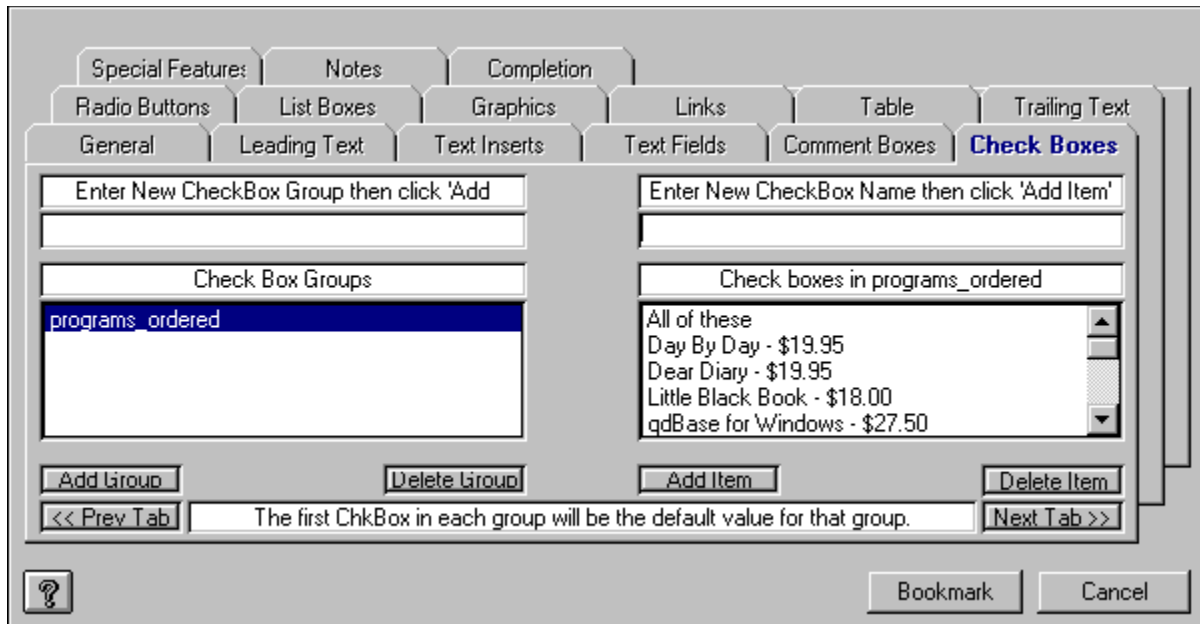 Special Features Notes Completion
Radio Buttons List Boxes Graphics Links Table Trailing Text
General Leading Text Text Inserts Text Fields Comment Boxes Check Boxes
Enter New CheckBox Group then click 'Add
Enter New CheckBox Name then click 'Add Item'
Check Box Groups
programs_ordered
Check boxes in programs_ordered
All of these
Day By Day - $19.95
Dear Diary - $19.95
Little Black Book - $18.00
qdBase for Windows - $27.50
Add Group Delete Group Add Item Delete Item
<< Prev Tab The first ChkBox in each group will be the default value for that group. Next Tab >>
? Bookmark Cancel